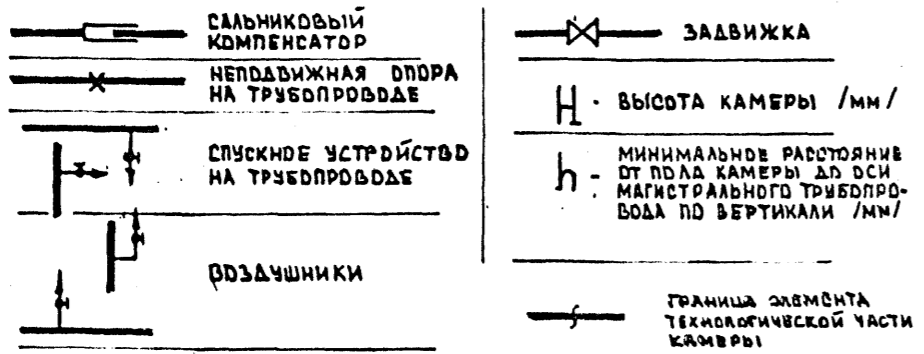 САЛЬНИКОВЫЙ
КОМПЕНСАТОР
НЕПОДВИЖНАЯ ОПОРА
НА ТРУБОПРОВОДЕ
СПУСКНОЕ УСТРОЙСТВО
НА ТРУБОПРОВОДЕ
ВОЗДУШНИКИ
ЗАДВИЖКА
H - ВЫСОТА КАМЕРЫ /ММ/
h - МИНИМАЛЬНОЕ РАССТОЯНИЕ
ОТ ПОЛА КАМЕРЫ ДО ОСИ
МАГИСТРАЛЬНОГО ТРУБОПРО-
ВОДА ПО ВЕРТИКАЛИ /ММ/
ГРАНИЦА ЭЛЕМЕНТА
ТЕХНОЛОГИЧЕСКОЙ ЧАСТИ
КАМЕРЫ